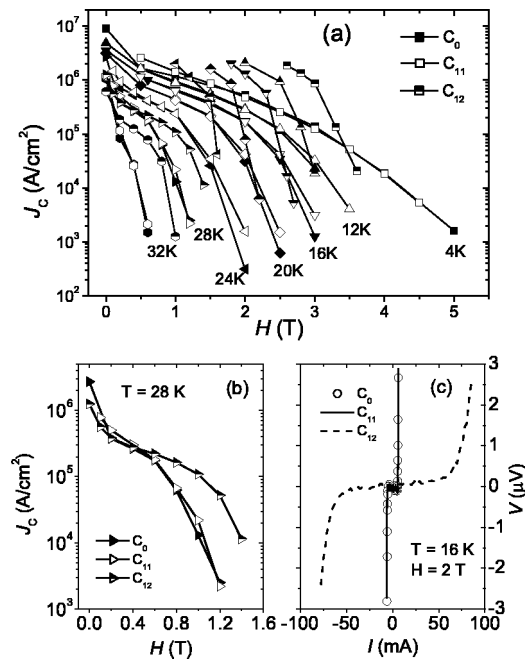 (a)
C0
C11
C12
10^7
10^6
10^5
10^4
10^3
10^2
JC (A/cm²)
32K
28K
24K
20K
16K
12K
4K
0 1 2 3 4 5
H (T)
(b)
T = 28 K
10^6
10^5
10^4
10^3
JC (A/cm²)
C0
C11
C12
0.0 0.4 0.8 1.2 1.6
H (T)
(c)
C0
C11
C12
3
2
1
0
-1
-2
-3
V (μV)
T = 16 K
H = 2 T
-100 -50 0 50 100
I (mA)